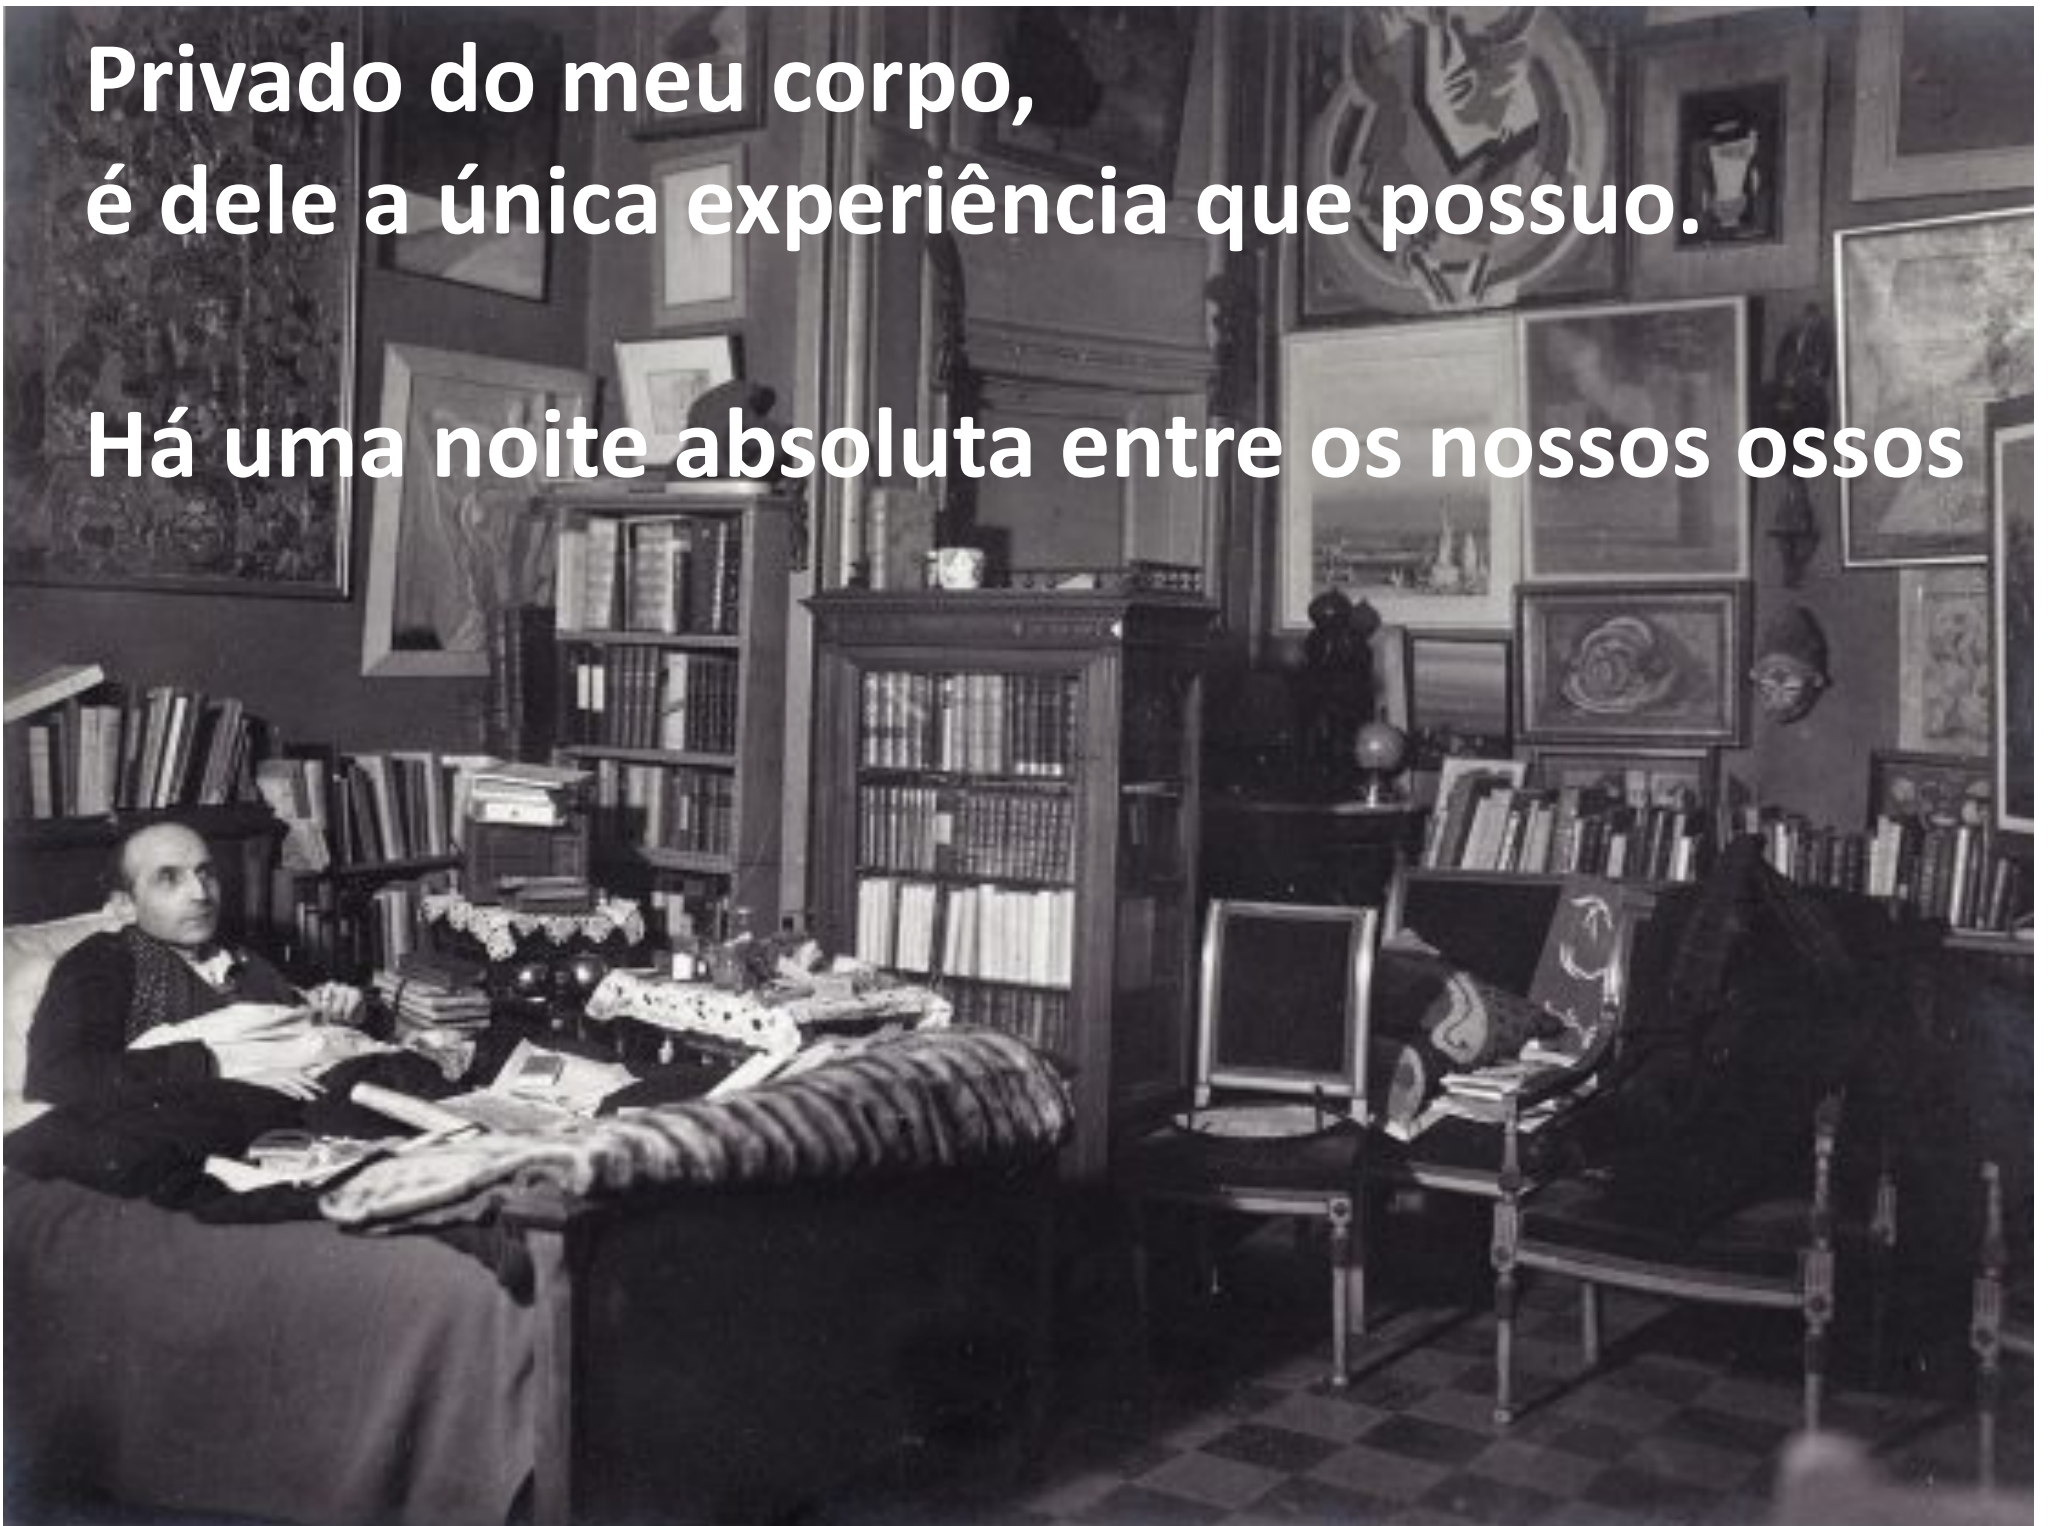 Privado do meu corpo,
é dele a única experiência que possuo.
Há uma noite absoluta entre os nossos ossos